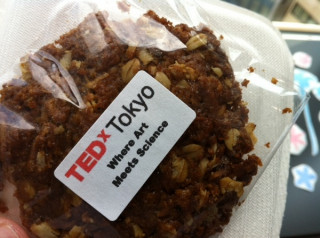 TEDx Tokyo
Where Art
Meets Science